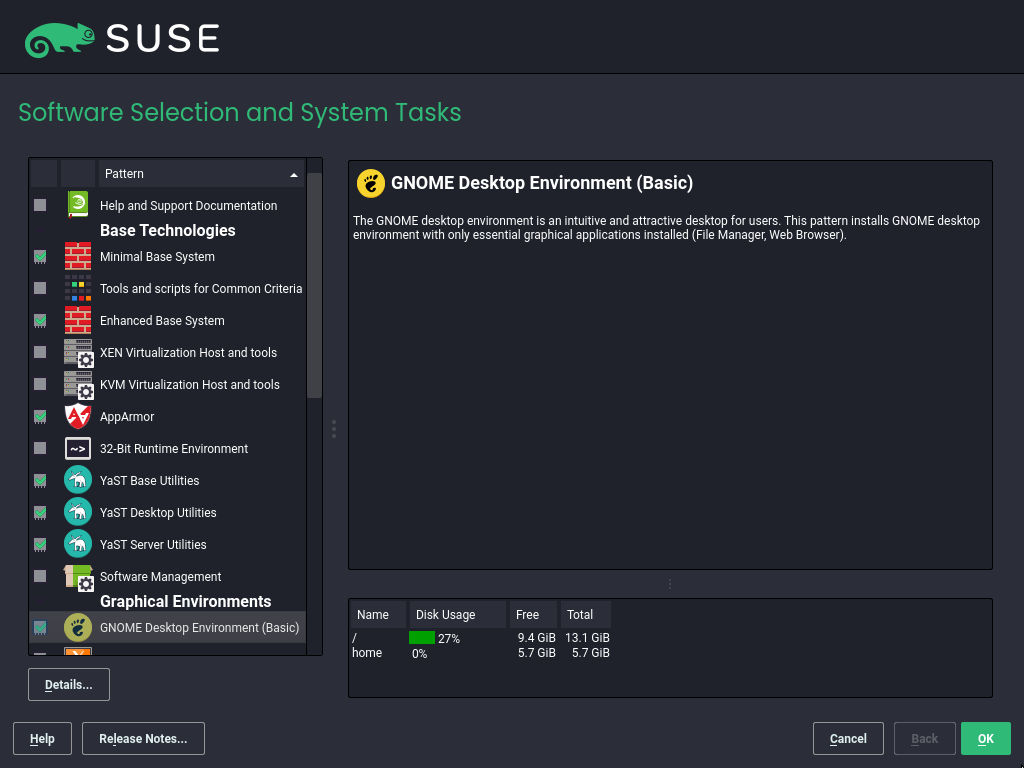 SUSE
Software Selection and System Tasks
Pattern
Help and Support Documentation
Base Technologies
Minimal Base System
Tools and scripts for Common Criteria
Enhanced Base System
XEN Virtualization Host and tools
KVM Virtualization Host and tools
AppArmor
~>
32-Bit Runtime Environment
YaST Base Utilities
YaST Desktop Utilities
YaST Server Utilities
Software Management
Graphical Environments
GNOME Desktop Environment (Basic)
Details...
GNOME Desktop Environment (Basic)
The GNOME desktop environment is an intuitive and attractive desktop for users. This pattern installs GNOME desktop
environment with only essential graphical applications installed (File Manager, Web Browser).
Name Disk Usage Free Total
/ 27% 9.4 GiB 13.1 GiB
home 0% 5.7 GiB 5.7 GiB
Help Release Notes... Cancel Back OK